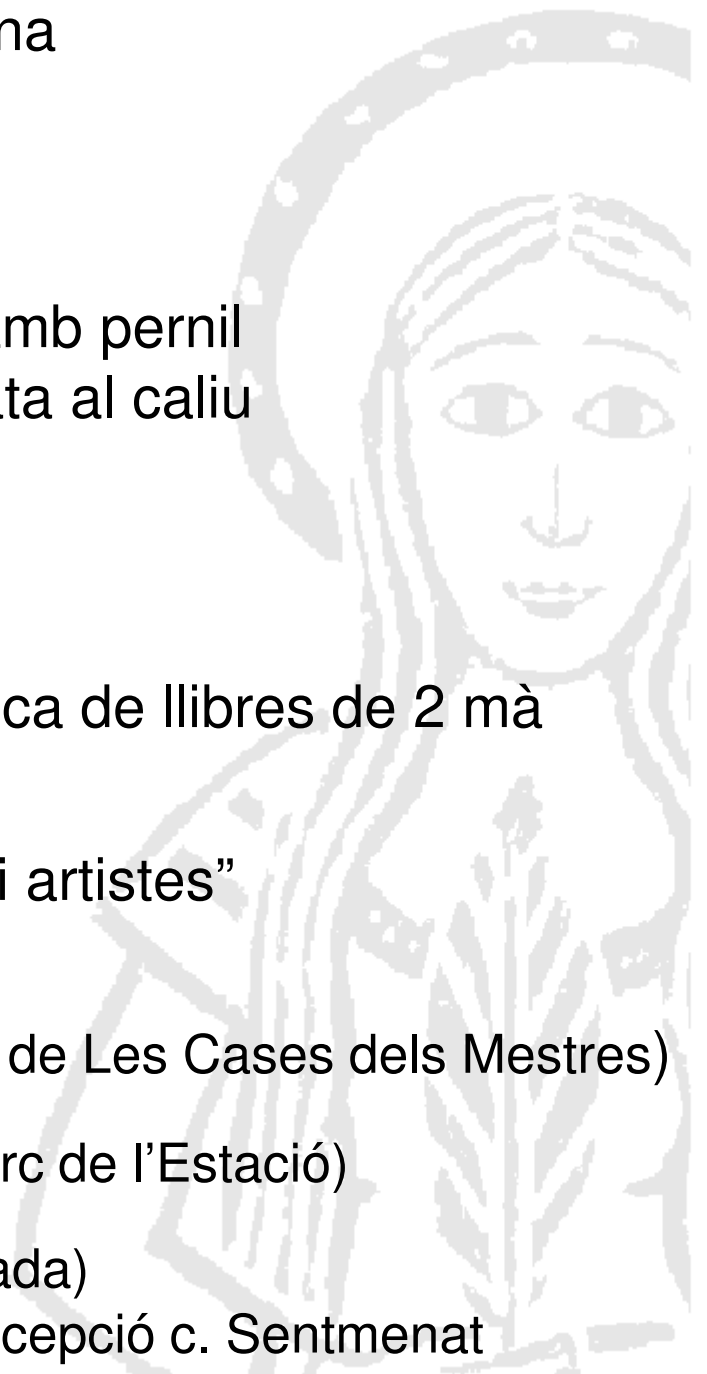 na
mb pernil
ta al caliu
ca de llibres de 2 mà
i artistes”
de Les Cases dels Mestres)
rc de l’Estació)
ada)
cepció c. Sentmenat